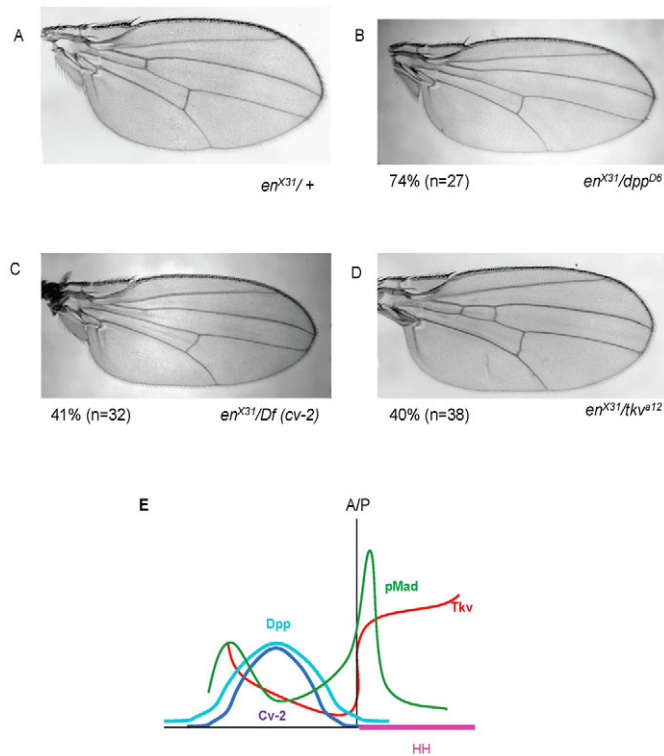 A
B
en^X31/ +
74% (n=27) en^X31/dpp^D6
C
D
41% (n=32) en^X31/Df (cv-2)
40% (n=38) en^X31/tkv^a12
E
A/P
pMad
Tkv
Dpp
Cv-2
HH